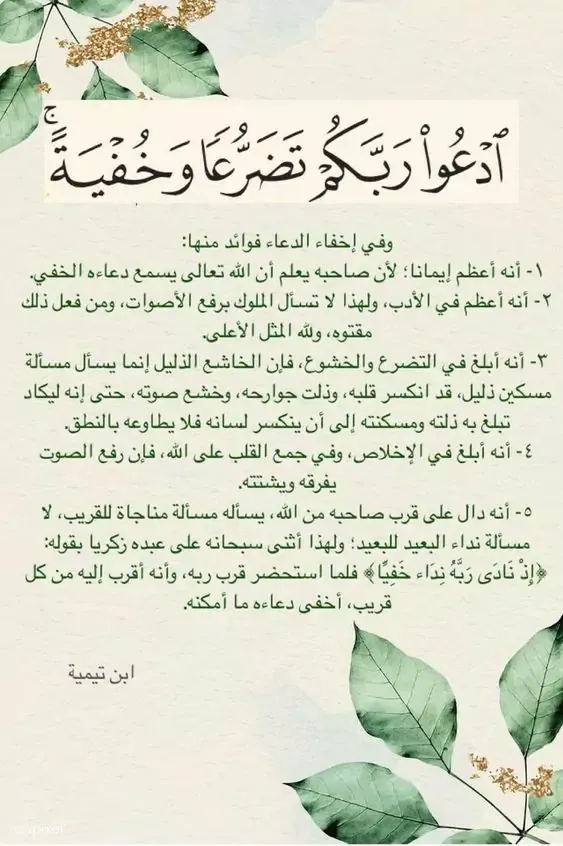 ٱدْعُوا۟ رَبَّكُمْ تَضَرُّعًا وَخُفْيَةً ۚ
وفي إخفاء الدعاء فوائد منها:
١- أنه أعظم إيمانا؛ لأن صاحبه يعلم أن الله تعالى يسمع دعاءه الخفي.
٢- أنه أعظم في الأدب، ولهذا لا تسأل الملوك برفع الأصوات، ومن فعل ذلك
مقتوه، ولله المثل الأعلى.
٣- أنه أبلغ في التضرع والخشوع، فإن الخاشع الذليل إنما يسأل مسألة
مسكين ذليل، قد انكسر قلبه، وذلت جوارحه، وخشع صوته، حتى إنه ليكاد
تبلغ به ذلته ومسكنته إلى أن ينكسر لسانه فلا يطاوعه بالنطق.
٤- أنه أبلغ في الإخلاص، وفي جمع القلب على الله، فإن رفع الصوت
يفرقه ويشتته.
٥- أنه دال على قرب صاحبه من الله، يسأله مسألة مناجاة للقريب، لا
مسألة نداء البعيد للبعيد؛ ولهذا أثنى سبحانه على عبده زكريا بقوله:
﴿إِذْ نَادَى رَبَّهُ نِدَاء خَفِيًّا﴾ فلما استحضر قرب ربه، وأنه أقرب إليه من كل
قريب، أخفى دعاءه ما أمكنه.
ابن تيمية